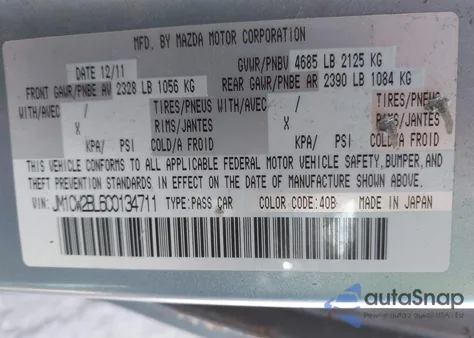 MFD. BY MAZDA MOTOR CORPORATION
DATE 12/11 GVWR/PNBV 4685 LB 2125 KG
FRONT GAWR/PNBE AV 2328 LB 1056 KG REAR GAWR/PNBE AR 2390 LB 1084 KG
WITH/AVEC / TIRES/PNEUS WITH/AVEC / TIRES/PNEUS
X RIMS/JANTES X RIMS/JANTES
KPA/ PSI COLD/A FROID KPA/ PSI COLD/A FROID
THIS VEHICLE CONFORMS TO ALL APPLICABLE FEDERAL MOTOR VEHICLE SAFETY, BUMPER, AND
THEFT PREVENTION STANDARDS IN EFFECT ON THE DATE OF MANUFACTURE SHOWN ABOVE.
VIN: JM1CW2BL6C0134711 TYPE: PASS CAR COLOR CODE: 40B MADE IN JAPAN
autoSnap